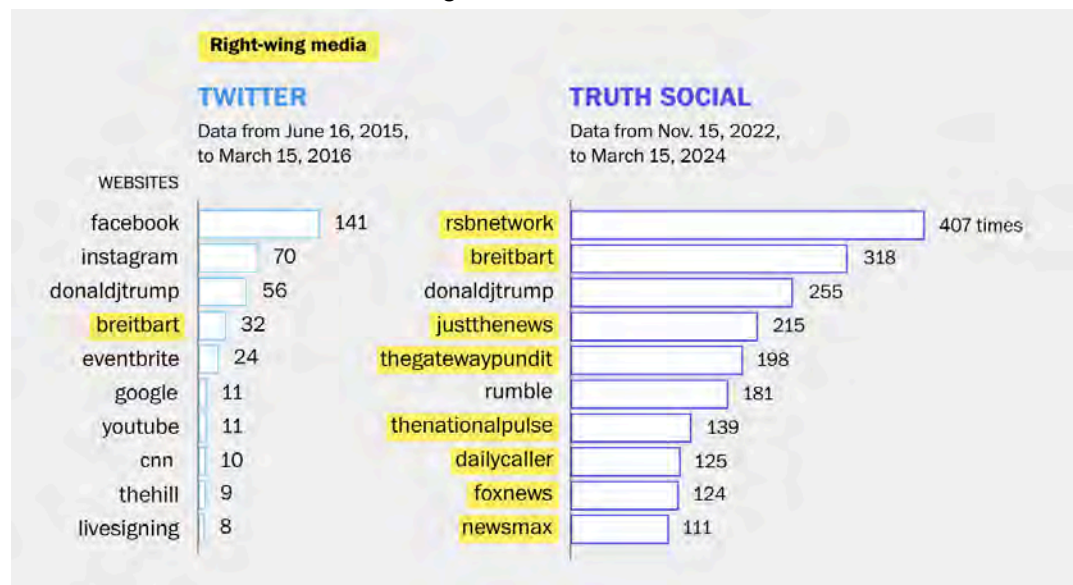 Right-wing media
TWITTER
Data from June 16, 2015,
to March 15, 2016
WEBSITES
facebook 141
instagram 70
donaldjtrump 56
breitbart 32
eventbrite 24
google 11
youtube 11
cnn 10
thehill 9
livesigning 8
TRUTH SOCIAL
Data from Nov. 15, 2022,
to March 15, 2024
rsbnetwork 407 times
breitbart 318
donaldjtrump 255
justthenews 215
thegatewaypundit 198
rumble 181
thenationalpulse 139
dailycaller 125
foxnews 124
newsmax 111